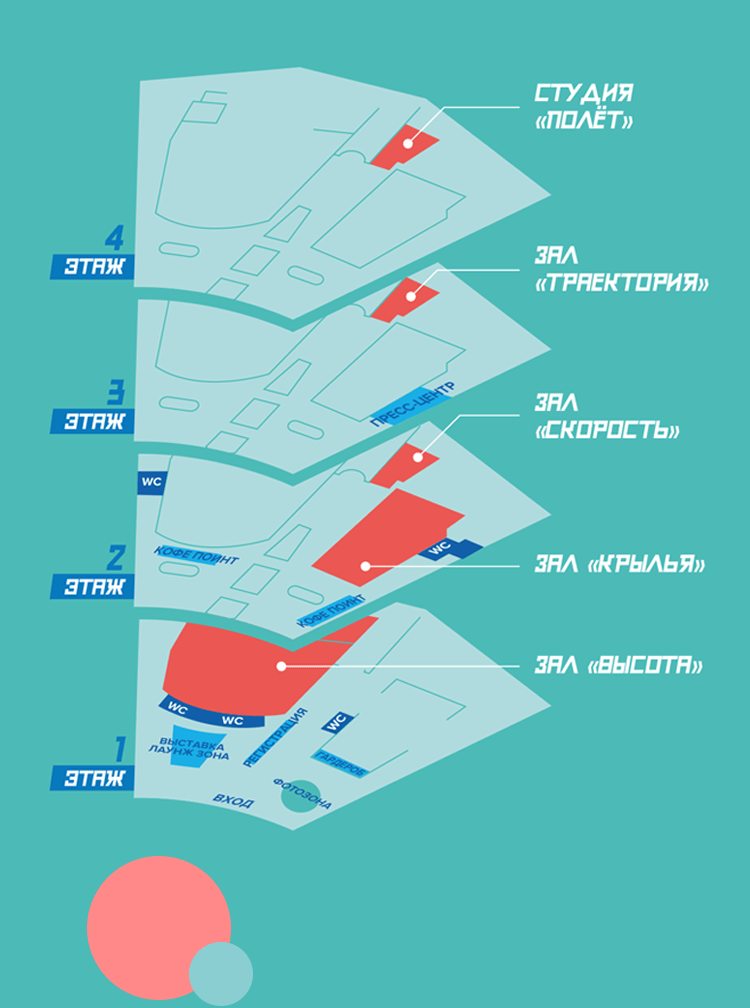 СТУДИЯ
«ПОЛЁТ»
4
ЭТАЖ
ЗАЛ
«ТРАЕКТОРИЯ»
3
ЭТАЖ
ПРЕСС-ЦЕНТР
ЗАЛ
«СКОРОСТЬ»
WC
2
ЭТАЖ
КОФЕ ПОИНТ
WC
ЗАЛ «КРЫЛЬЯ»
КОФЕ ПОИНТ
ЗАЛ «ВЫСОТА»
WC
WC
WC
1
ЭТАЖ
ВЫСТАВКА
ЛАУНЖ ЗОНА
РЕГИСТРАЦИЯ
ГАРДЕРОБ
ФОТОЗОНА
ВХОД